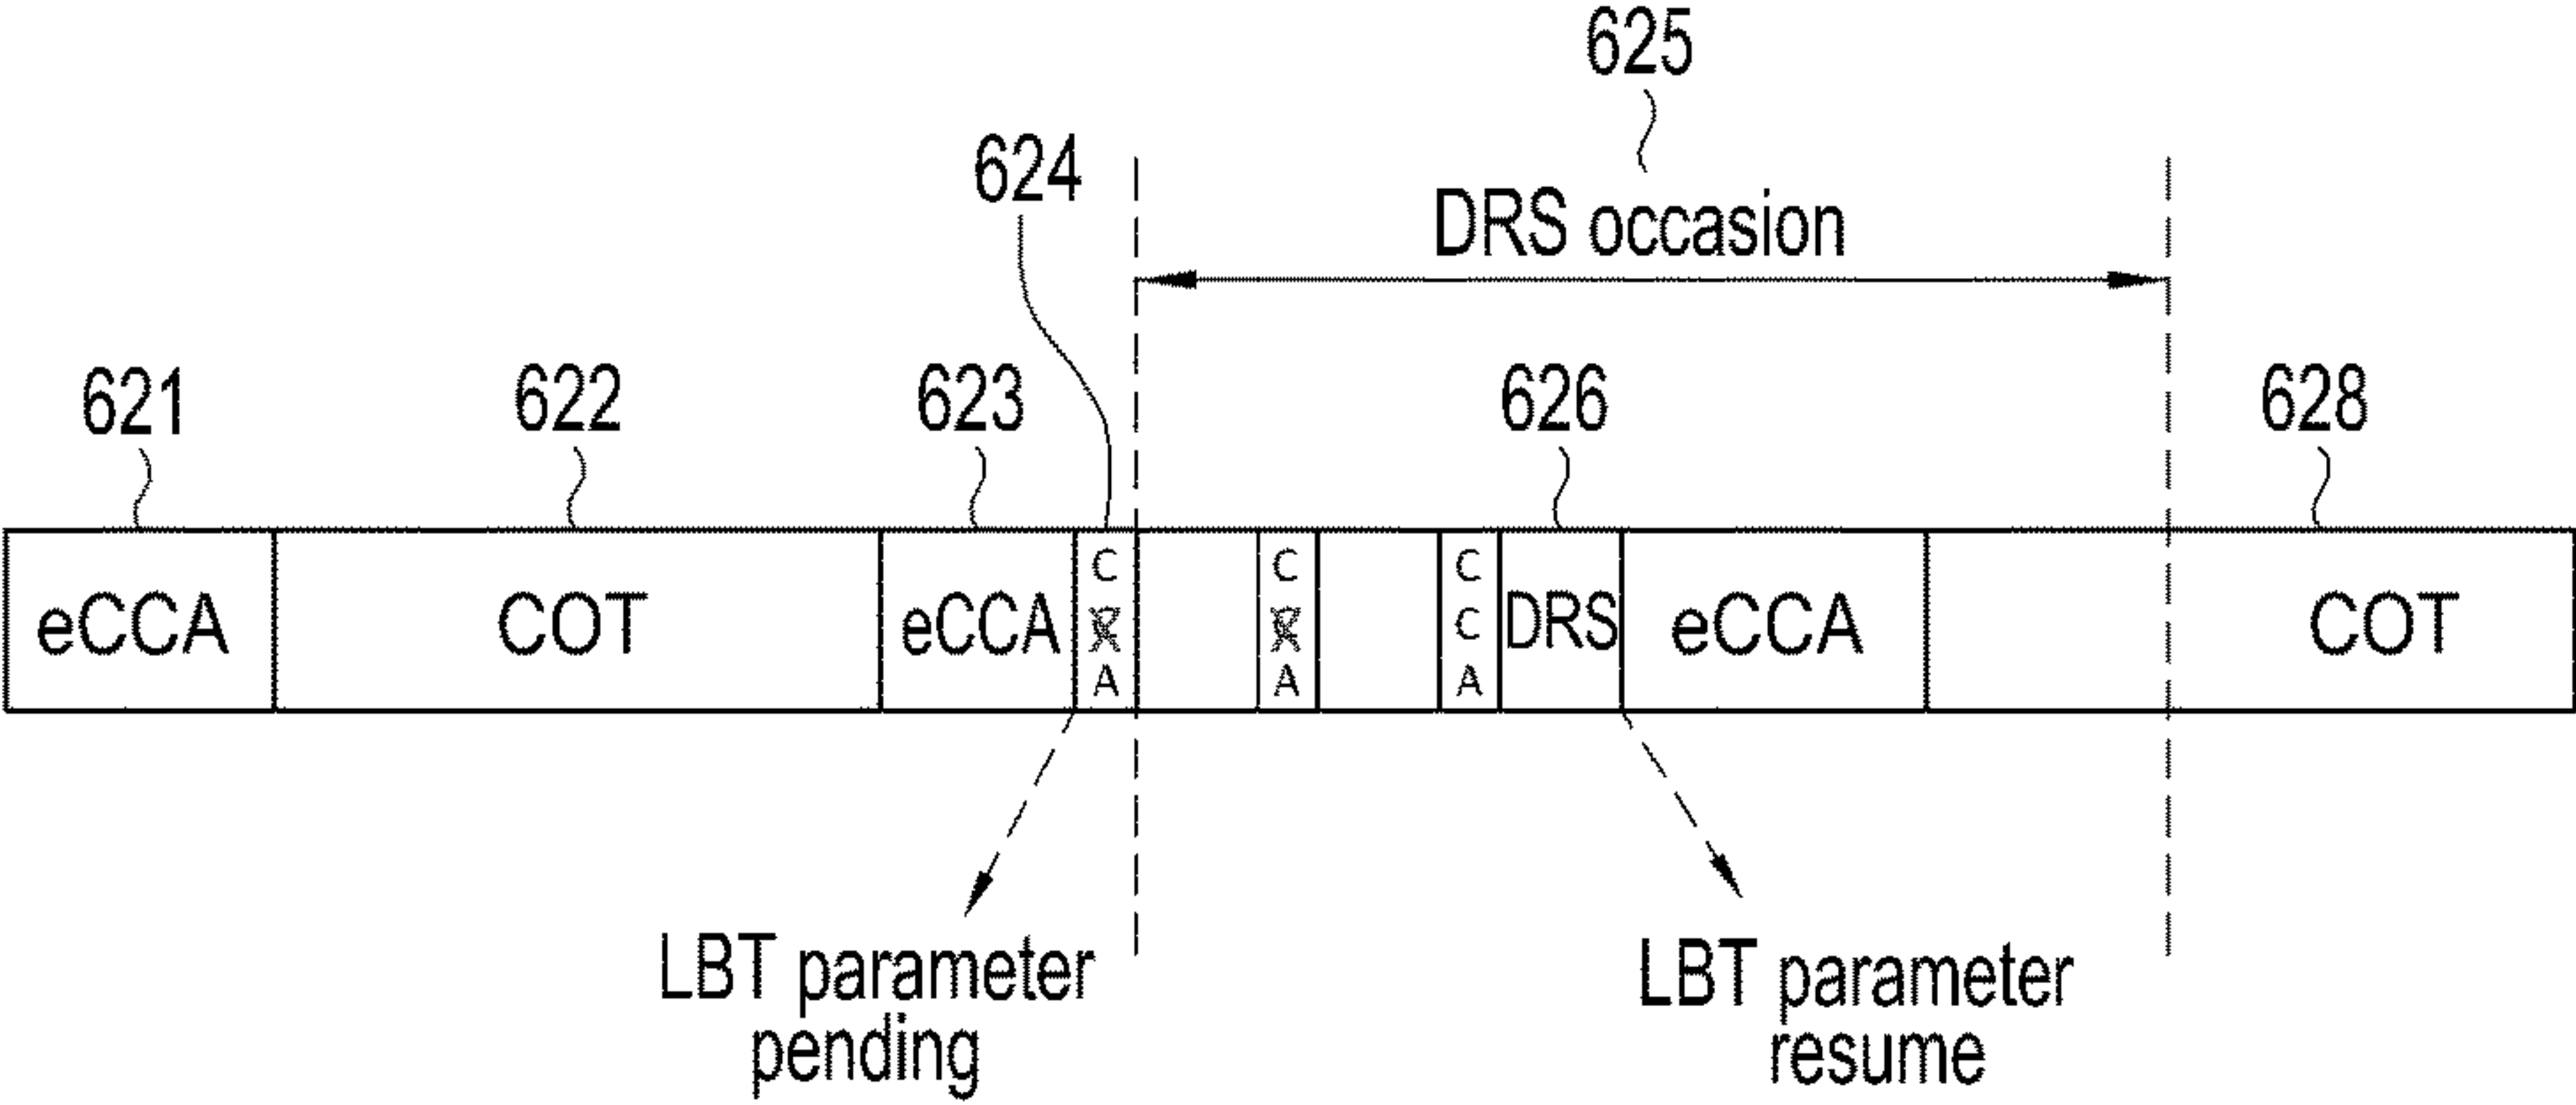 625
624
DRS occasion
621
622
623
626
628
eCCA
COT
eCCA
C
C
A
C
C
A
C
C
A
DRS
eCCA
COT
LBT parameter
pending
LBT parameter
resume